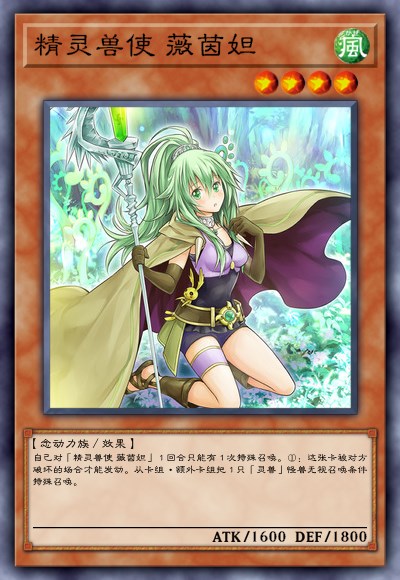 精灵兽使 薇茵妲
風
【念动力族／效果】
自己对「精灵兽使 薇茵妲」1回合只能有1次特殊召唤。①：这张卡被对方
破坏的场合才能发动。从卡组·额外卡组把1只「灵兽」怪兽无视召唤条件
特殊召唤。
ATK/1600 DEF/1800